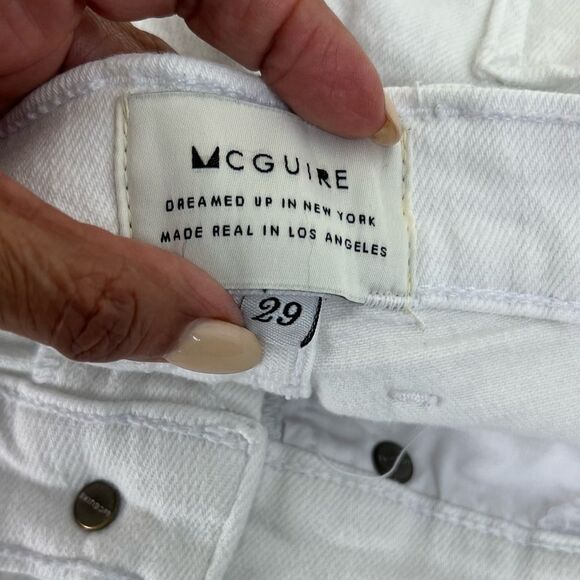 MCGUIRE
DREAMED UP IN NEW YORK
MADE REAL IN LOS ANGELES
29